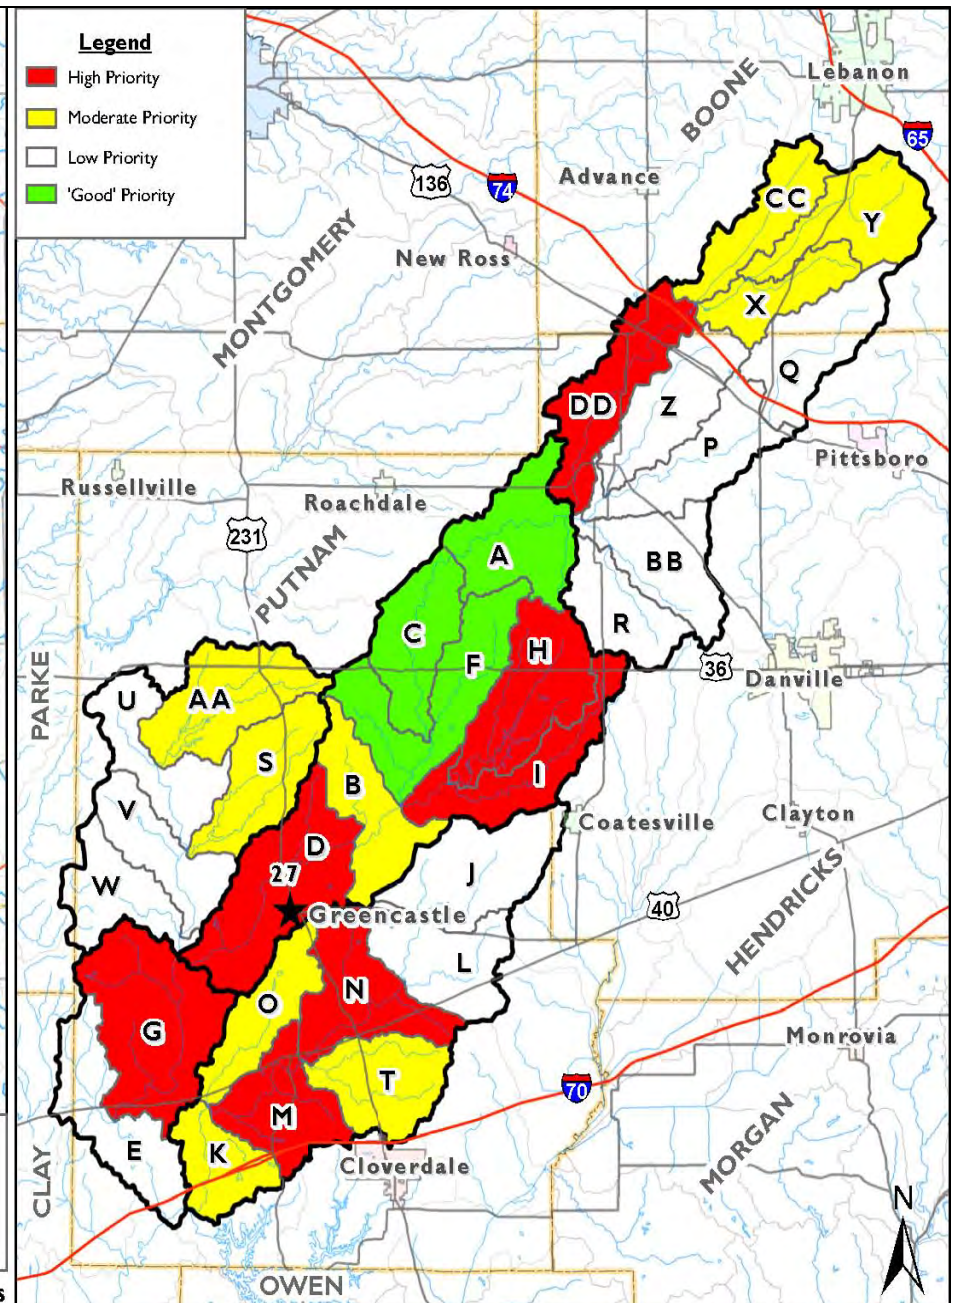 Legend
High Priority
Moderate Priority
Low Priority
'Good' Priority
Lebanon
BOONE
65
136
74
Advance
CC
Y
New Ross
MONTGOMERY
X
Q
DD
Z
P
Pittsboro
Russellville
Roachdale
231
PUTNAM
A
BB
C
R
F
H
36
Danville
PARKE
U
AA
S
B
I
V
Coatesville
Clayton
D
27
J
W
Greencastle
40
HENDRICKS
L
N
O
G
Monrovia
T
70
M
E
K
MORGAN
CLAY
Cloverdale
N
OWEN
s